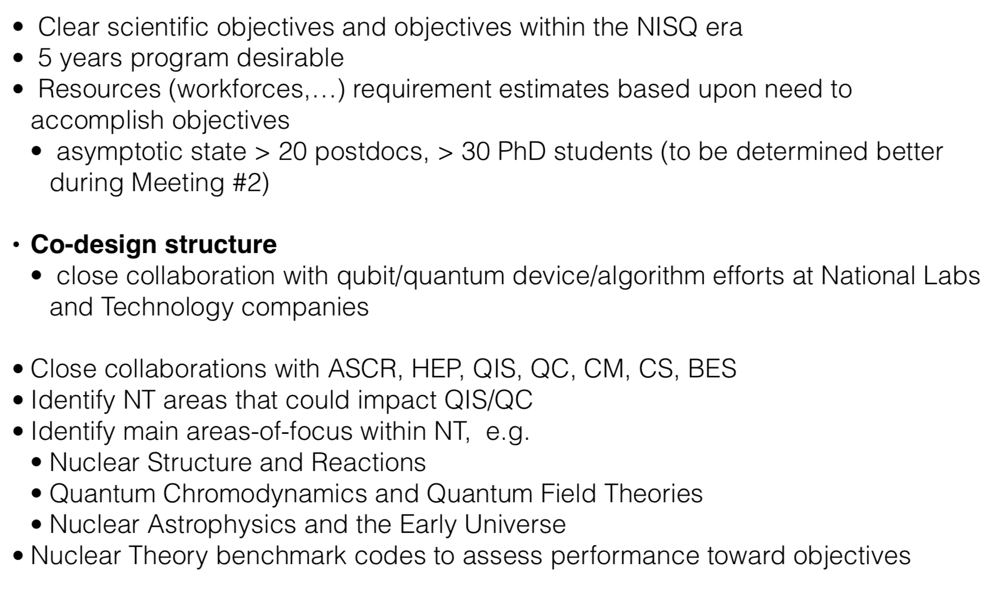 • Clear scientific objectives and objectives within the NISQ era
• 5 years program desirable
• Resources (workforces,...) requirement estimates based upon need to
accomplish objectives
• asymptotic state > 20 postdocs, > 30 PhD students (to be determined better
during Meeting #2)
• Co-design structure
• close collaboration with qubit/quantum device/algorithm efforts at National Labs
and Technology companies
• Close collaborations with ASCR, HEP, QIS, QC, CM, CS, BES
• Identify NT areas that could impact QIS/QC
• Identify main areas-of-focus within NT, e.g.
• Nuclear Structure and Reactions
• Quantum Chromodynamics and Quantum Field Theories
• Nuclear Astrophysics and the Early Universe
• Nuclear Theory benchmark codes to assess performance toward objectives